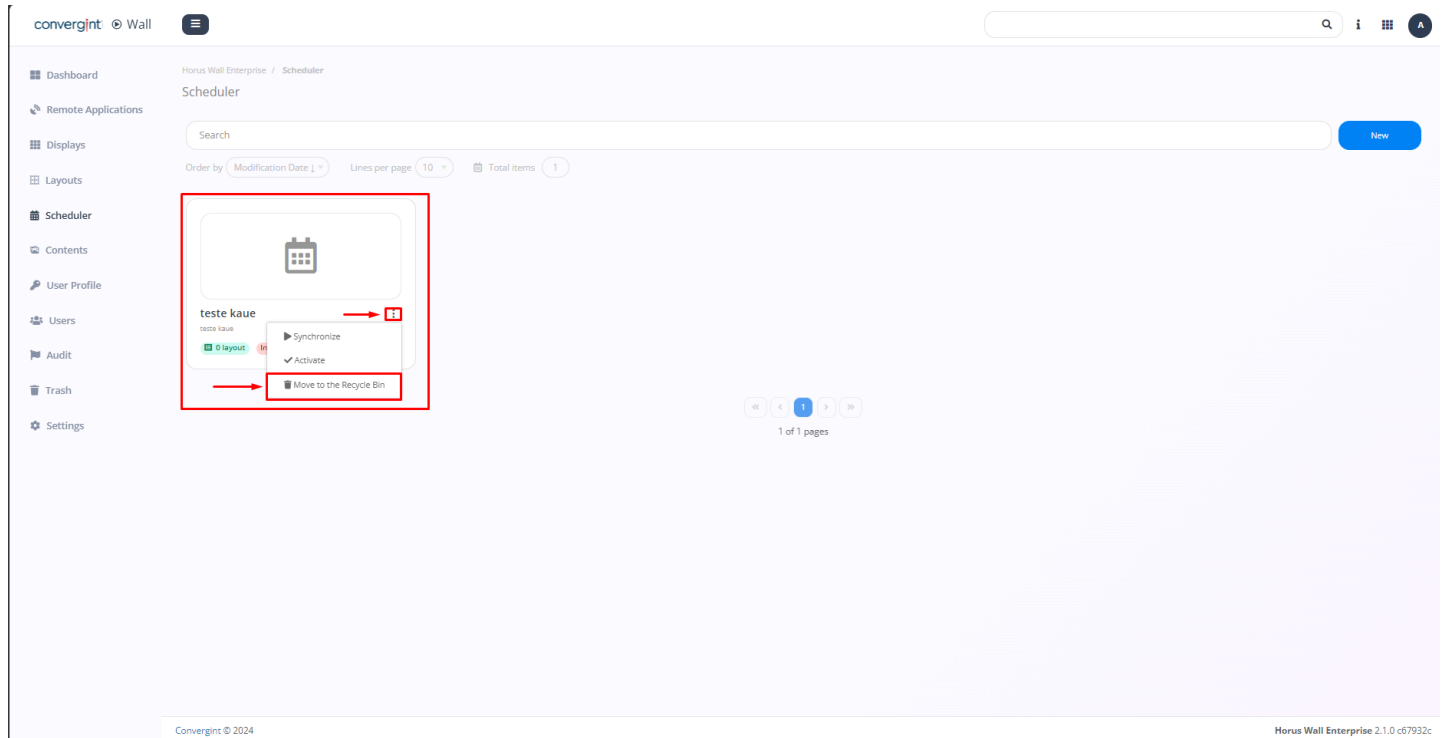 convergint Wall
Dashboard
Remote Applications
Displays
Layouts
Scheduler
Contents
User Profile
Users
Audit
Trash
Settings
A
Horus Wall Enterprise / Scheduler
Scheduler
Search
New
Order by Modification Date ↓ Lines per page 10 Total items 1
teste kaue
teste kaue
0 layout In
Synchronize
Activate
Move to the Recycle Bin
« ‹ 1 › »
1 of 1 pages
Convergint © 2024
Horus Wall Enterprise 2.1.0 c67932c